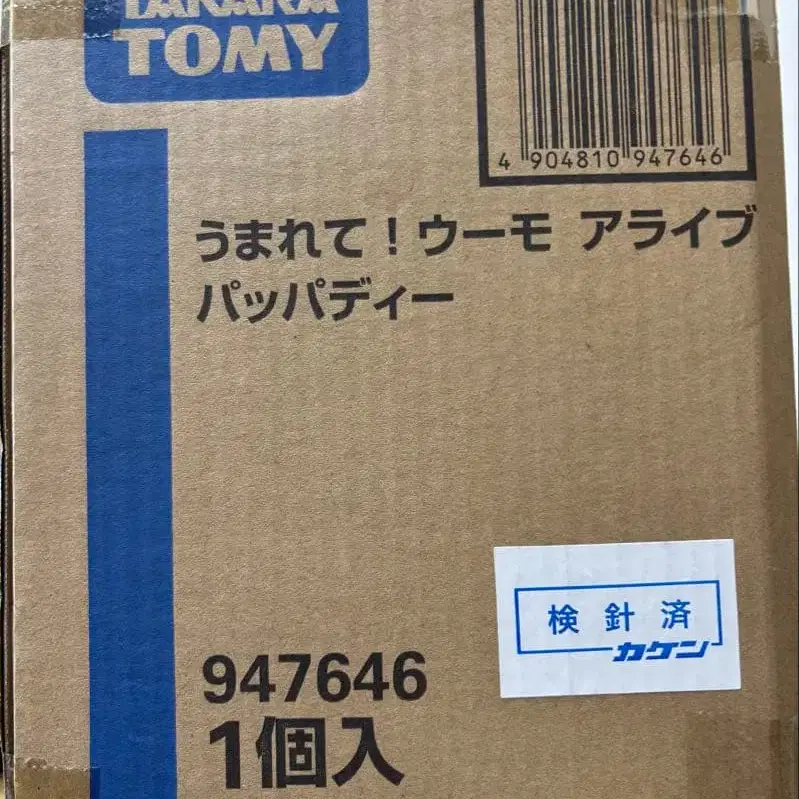 TAKARA
TOMY
4 904810 947646
うまれて！ウーモ アライブ
パッパディー
検針済
カケン
947646
1個入